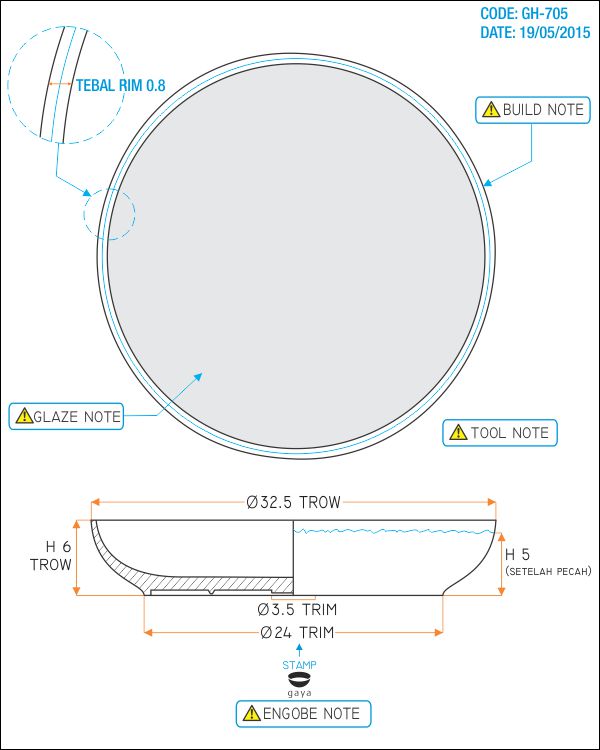 CODE: GH-705
DATE: 19/05/2015
TEBAL RIM 0.8
BUILD NOTE
GLAZE NOTE
TOOL NOTE
Ø32.5 TROW
H 6
TROW
H 5
(SETELAH PECAH)
Ø3.5 TRIM
Ø24 TRIM
STAMP
gaya
ENGOBE NOTE